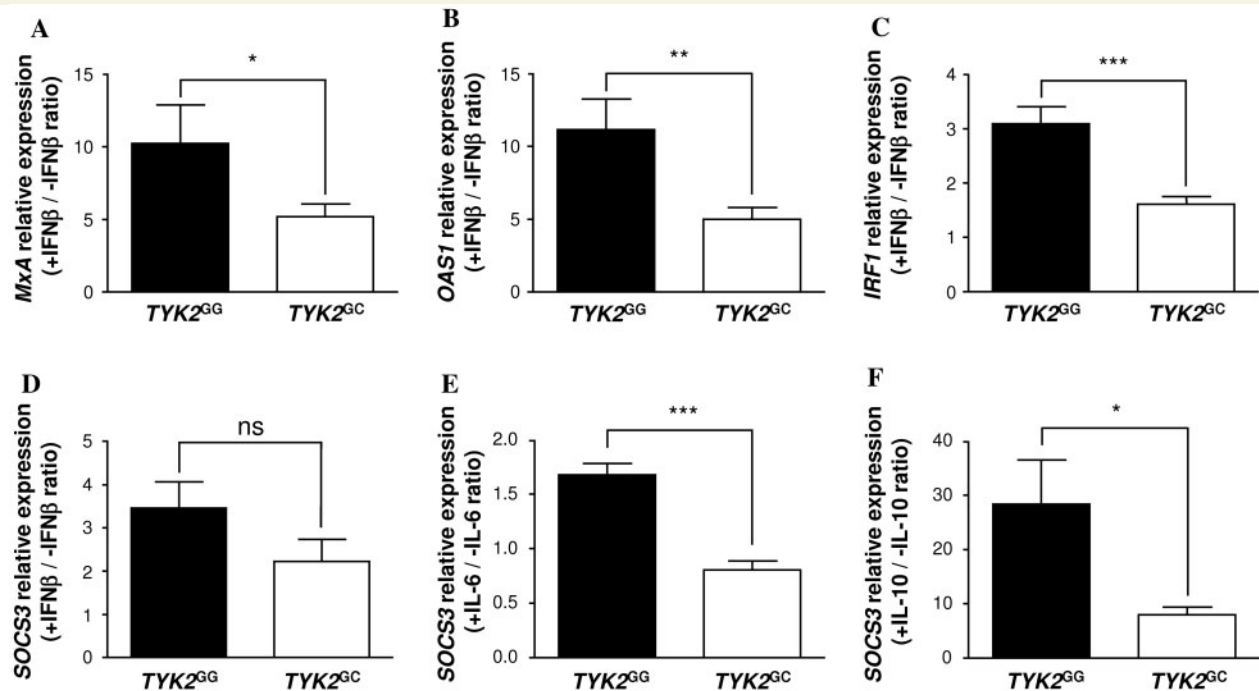 A
MxA relative expression
(+IFNβ / -IFNβ ratio)
15
10
5
0
*
TYK2GG
TYK2GC
B
OAS1 relative expression
(+IFNβ / -IFNβ ratio)
15
10
5
0
**
TYK2GG
TYK2GC
C
IRF1 relative expression
(+IFNβ / -IFNβ ratio)
4
3
2
1
0
***
TYK2GG
TYK2GC
D
SOCS3 relative expression
(+IFNβ / -IFNβ ratio)
5
4
3
2
1
0
ns
TYK2GG
TYK2GC
E
SOCS3 relative expression
(+IL-6 / -IL-6 ratio)
2.0
1.5
1.0
0.5
0.0
***
TYK2GG
TYK2GC
F
SOCS3 relative expression
(+IL-10 / -IL-10 ratio)
40
30
20
10
0
*
TYK2GG
TYK2GC